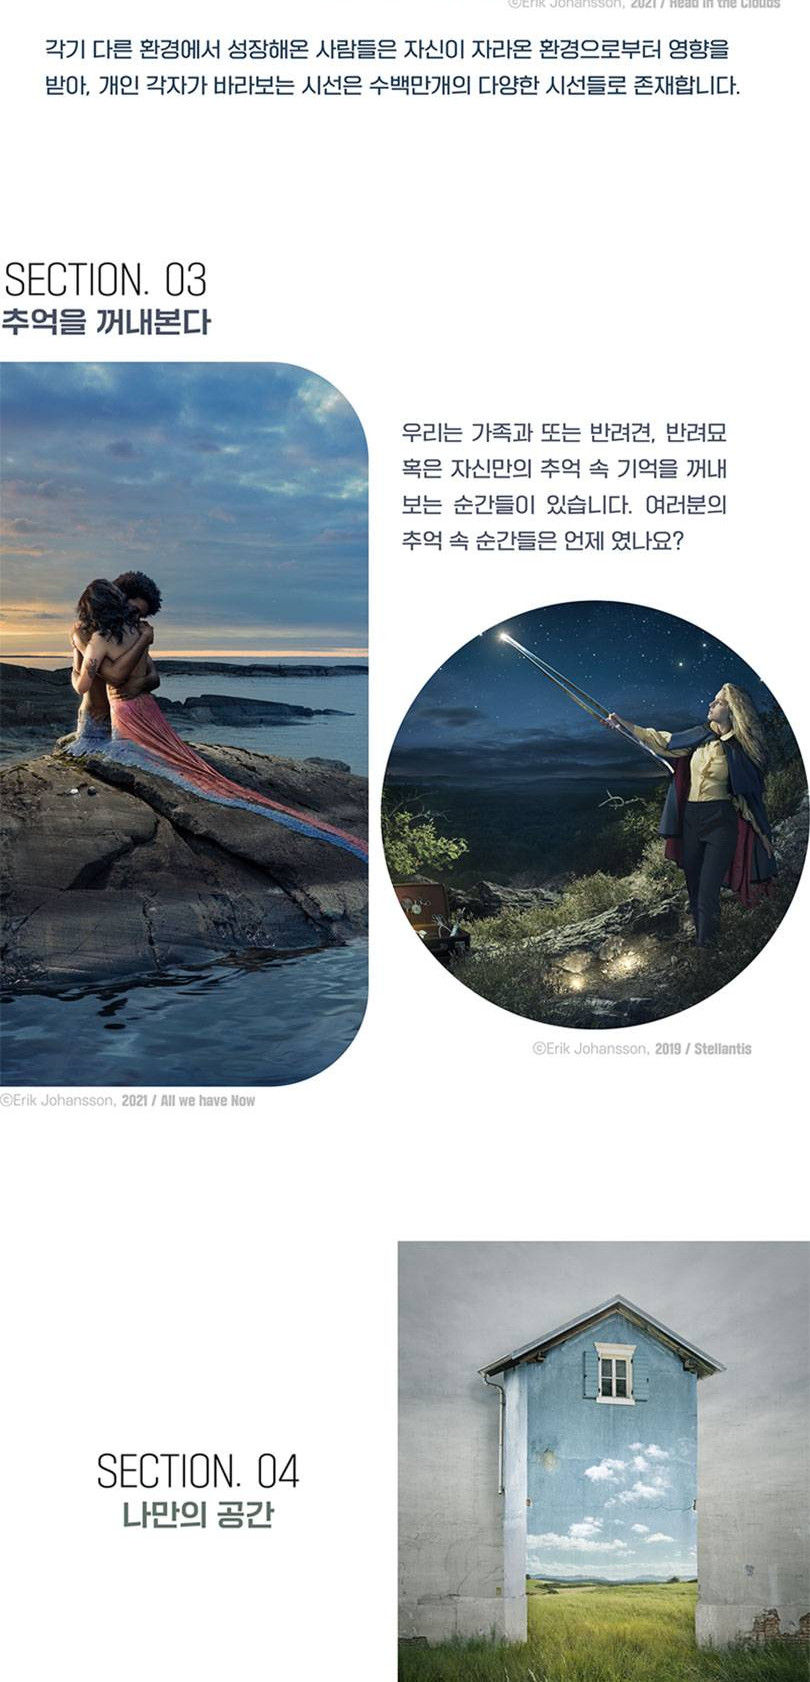 ©Erik Johansson, 2021 / Head in the Clouds
각기 다른 환경에서 성장해온 사람들은 자신이 자라온 환경으로부터 영향을
받아, 개인 각자가 바라보는 시선은 수백만개의 다양한 시선들로 존재합니다.
SECTION. 03
추억을 꺼내본다
우리는 가족과 또는 반려견, 반려묘
혹은 자신만의 추억 속 기억을 꺼내
보는 순간들이 있습니다. 여러분의
추억 속 순간들은 언제 였나요?
©Erik Johansson, 2019 / Stellantis
©Erik Johansson, 2021 / All we have Now
SECTION. 04
나만의 공간